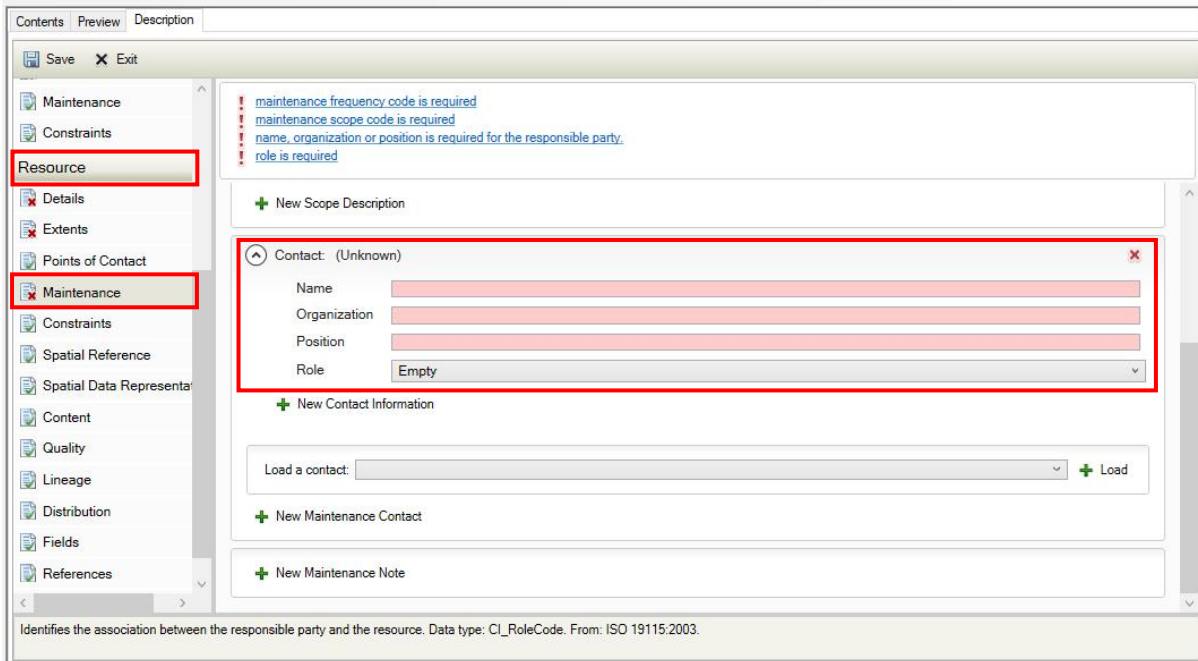 Contents Preview Description
Save Exit
Maintenance
Constraints
Resource
Details
Extents
Points of Contact
Maintenance
Constraints
Spatial Reference
Spatial Data Representat
Content
Quality
Lineage
Distribution
Fields
References
maintenance frequency code is required
maintenance scope code is required
name, organization or position is required for the responsible party.
role is required
New Scope Description
Contact: (Unknown)
Name
Organization
Position
Role Empty
New Contact Information
Load a contact: Load
New Maintenance Contact
New Maintenance Note
Identifies the association between the responsible party and the resource. Data type: CI_RoleCode. From: ISO 19115:2003.